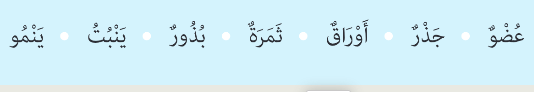 عُضْوٌ • جَذْرٌ • أَوْرَاقٌ • ثَمَرَةٌ • بُذُورٌ • يَنْبُتُ • يَنْمُو